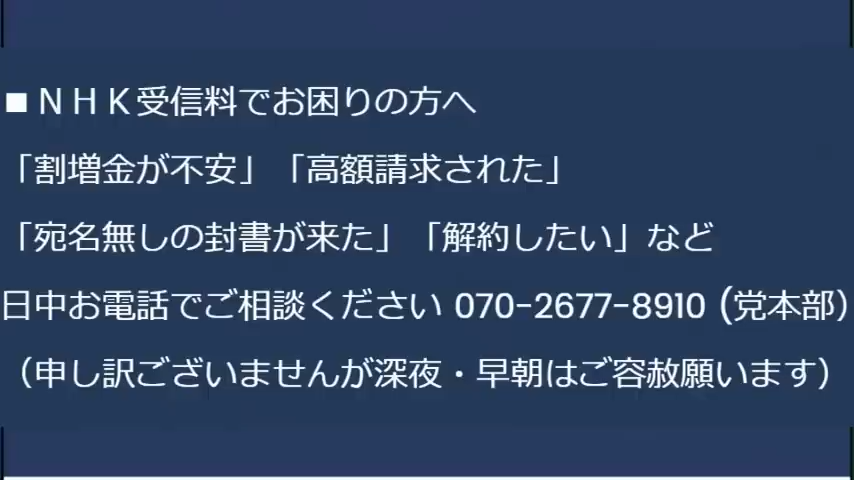 ■ＮＨＫ受信料でお困りの方へ
「割増金が不安」「高額請求された」
「宛名無しの封書が来た」「解約したい」など
日中お電話でご相談ください 070-2677-8910 (党本部)
（申し訳ございませんが深夜・早朝はご容赦願います）